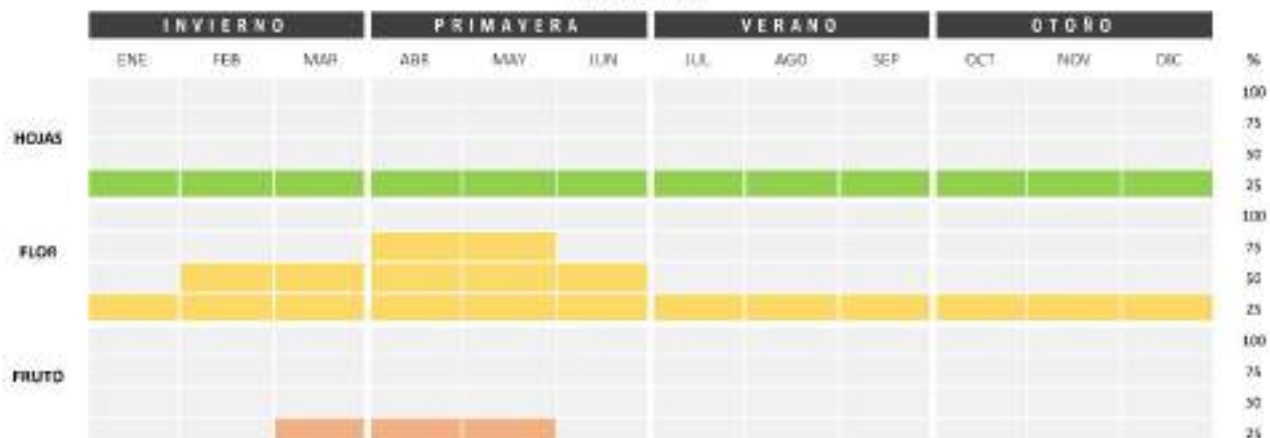 INVIERNO PRIMAVERA VERANO OTOÑO
ENE FEB MAR ABR MAY JUN JUL AGO SEP OCT NOV DIC %
100
75
HOJAS
50
25
100
FLOR 75
50
25
100
FRUTO 75
50
25